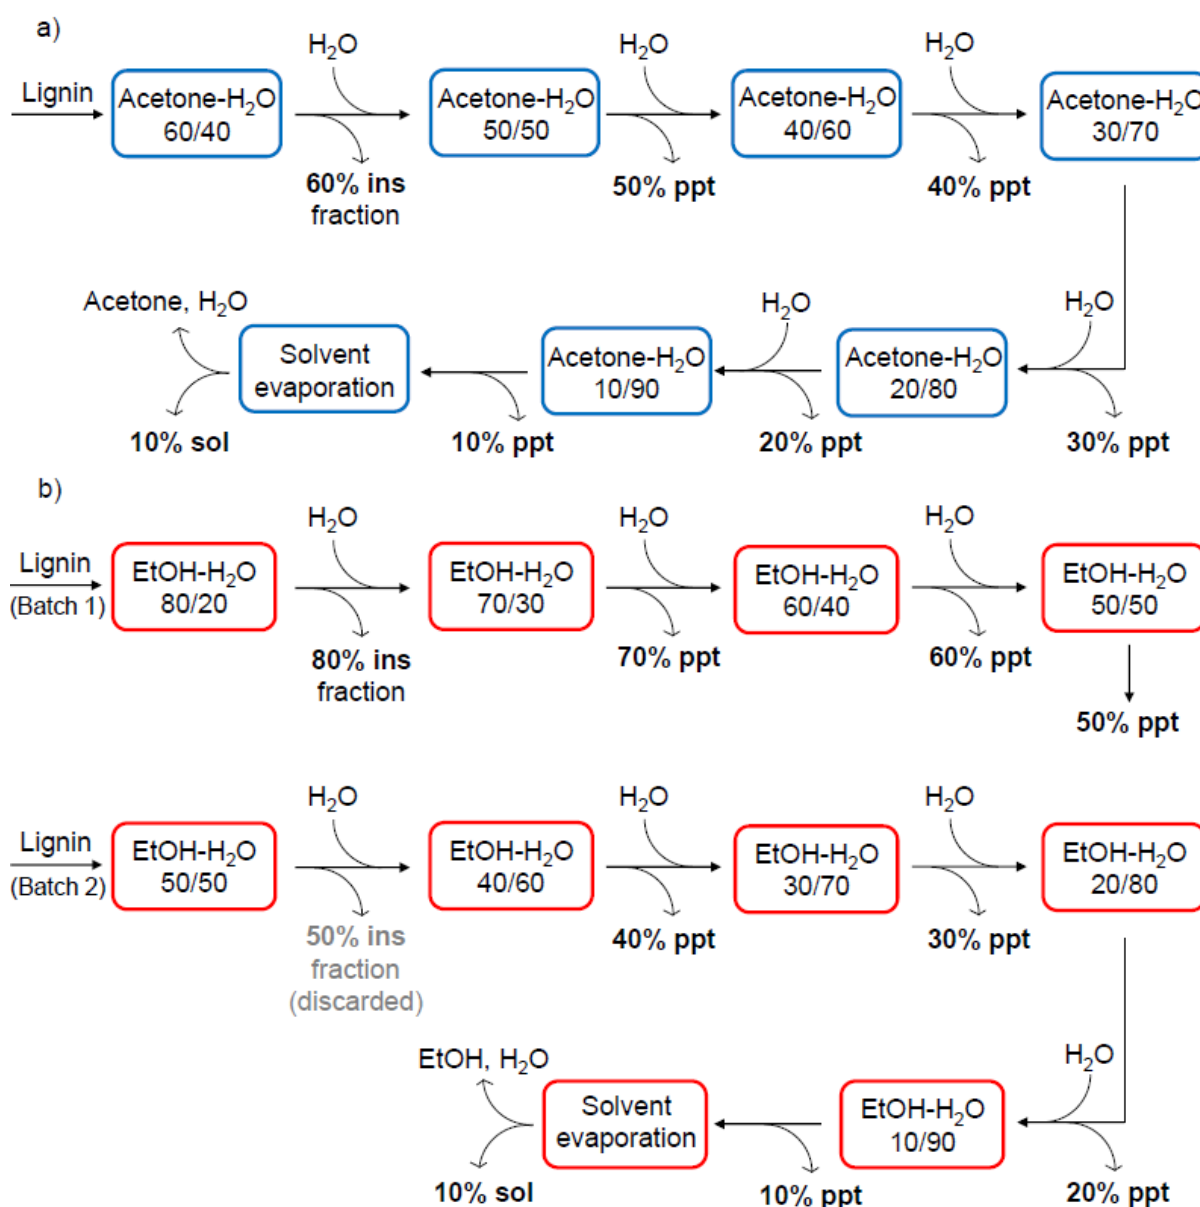 a)
H₂O
H₂O
H₂O
Lignin
Acetone-H₂O
60/40
Acetone-H₂O
50/50
Acetone-H₂O
40/60
Acetone-H₂O
30/70
60% ins
fraction
50% ppt
40% ppt
Acetone, H₂O
H₂O
H₂O
Solvent
evaporation
Acetone-H₂O
10/90
Acetone-H₂O
20/80
10% sol
10% ppt
20% ppt
30% ppt
b)
H₂O
H₂O
H₂O
Lignin
(Batch 1)
EtOH-H₂O
80/20
EtOH-H₂O
70/30
EtOH-H₂O
60/40
EtOH-H₂O
50/50
80% ins
fraction
70% ppt
60% ppt
50% ppt
H₂O
H₂O
H₂O
Lignin
(Batch 2)
EtOH-H₂O
50/50
EtOH-H₂O
40/60
EtOH-H₂O
30/70
EtOH-H₂O
20/80
50% ins
fraction
(discarded)
40% ppt
30% ppt
EtOH, H₂O
H₂O
Solvent
evaporation
EtOH-H₂O
10/90
10% sol
10% ppt
20% ppt